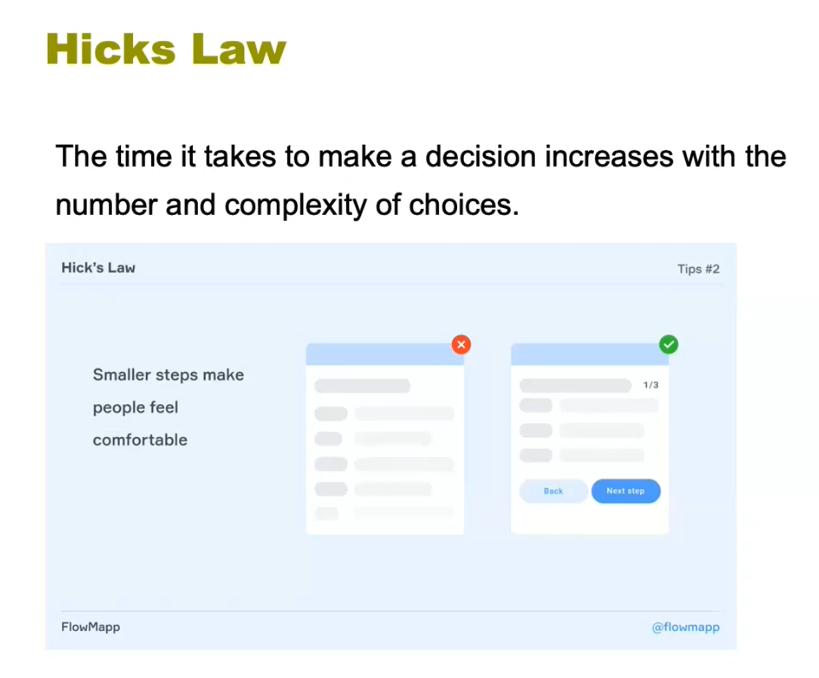 Hicks Law
The time it takes to make a decision increases with the
number and complexity of choices.
Hick's Law
Tips #2
Smaller steps make
people feel
comfortable
1/3
Back
Next step
FlowMapp
@flowmapp